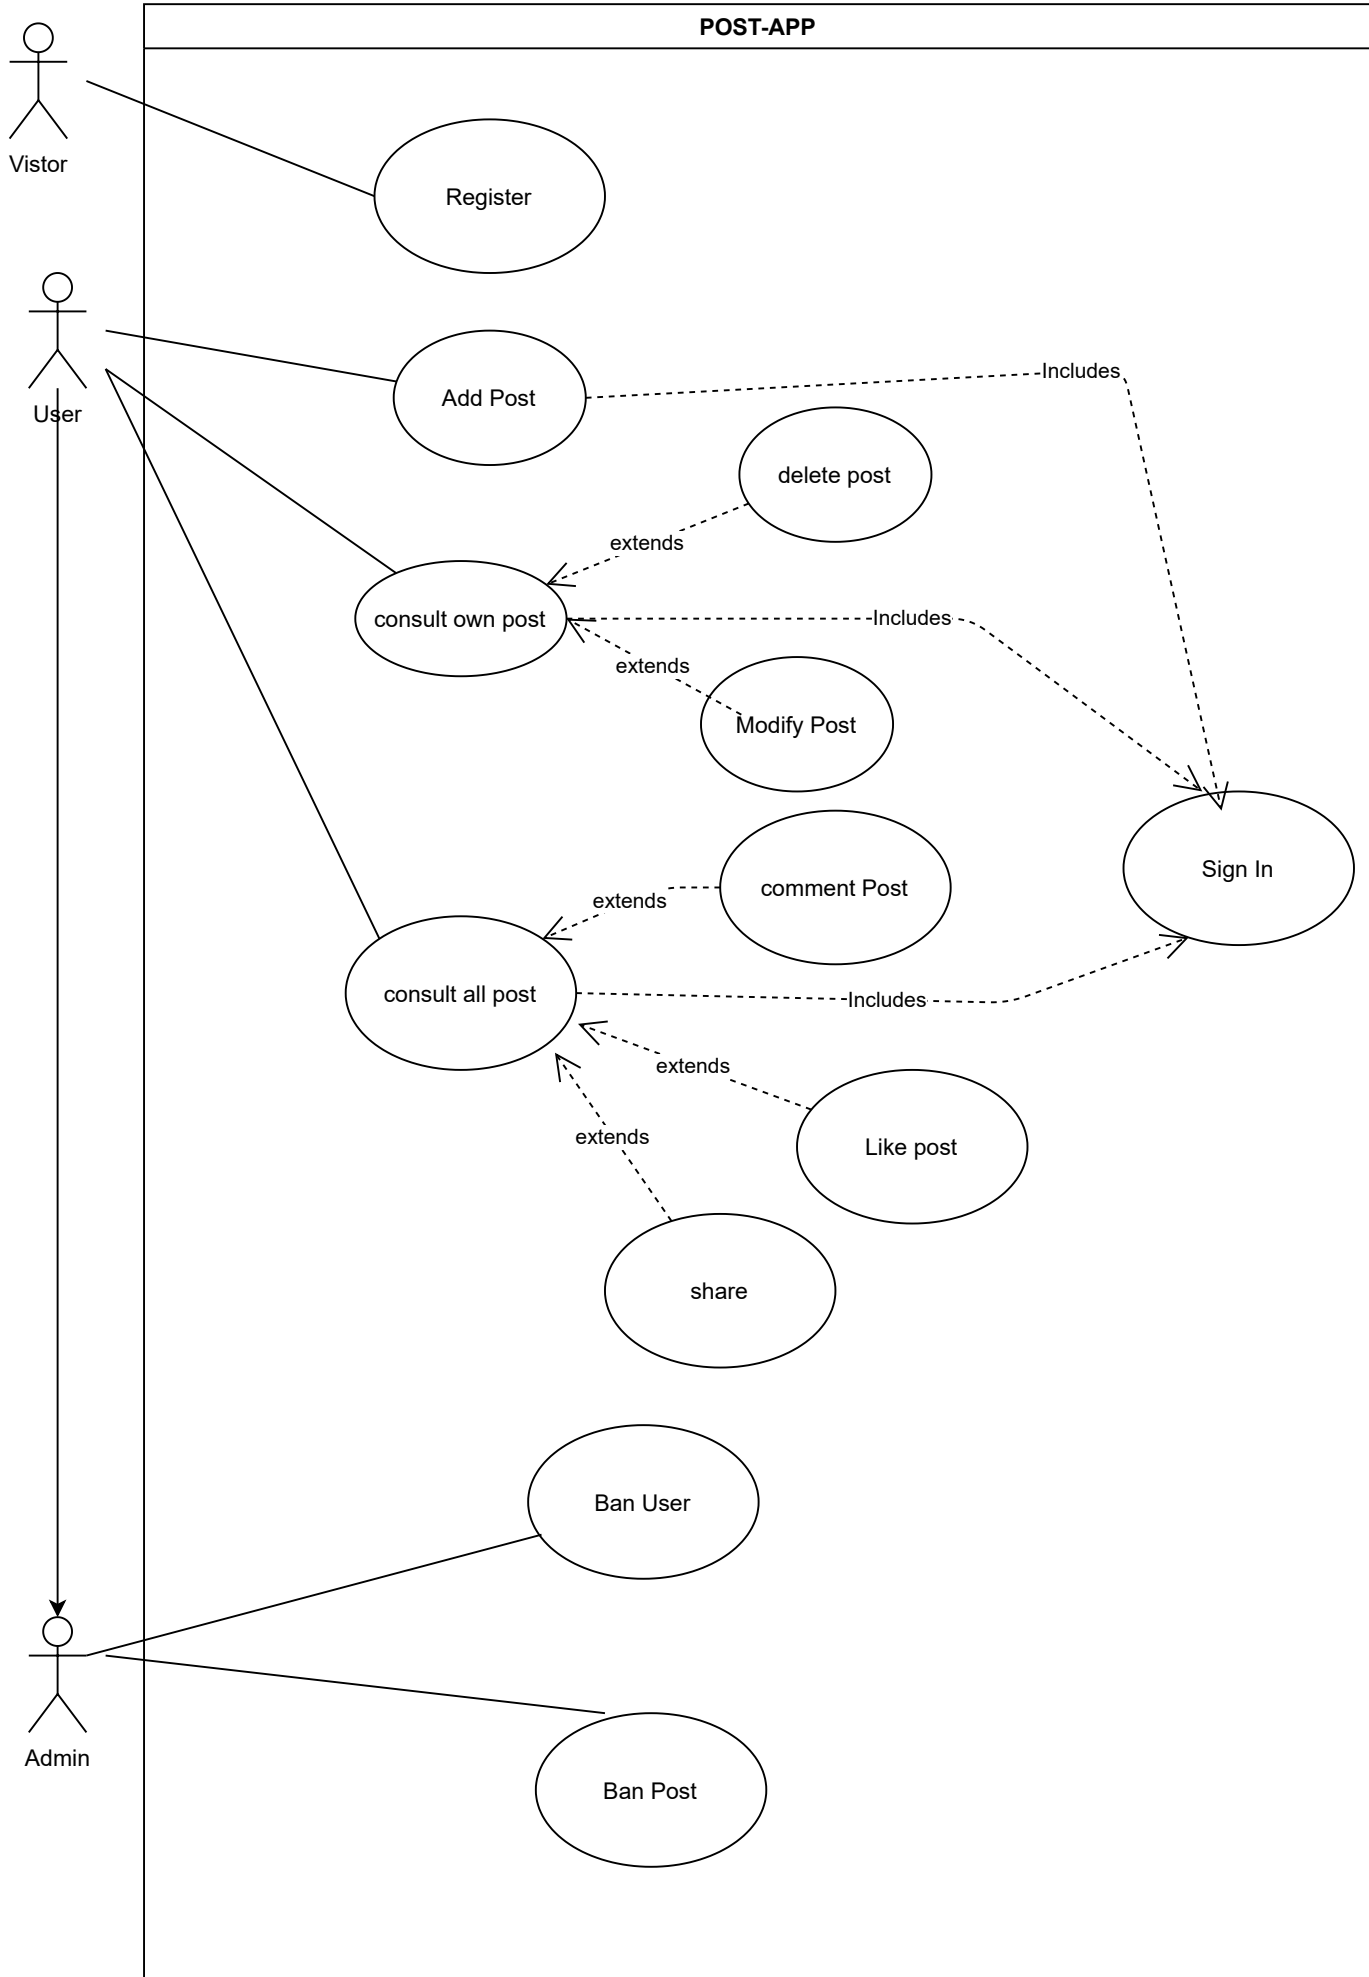 POST-APP
Vistor
Register
User
Add Post
Includes
delete post
extends
consult own post
Includes
extends
Modify Post
Sign In
comment Post
extends
consult all post
Includes
extends
extends
Like post
share
Ban User
Admin
Ban Post